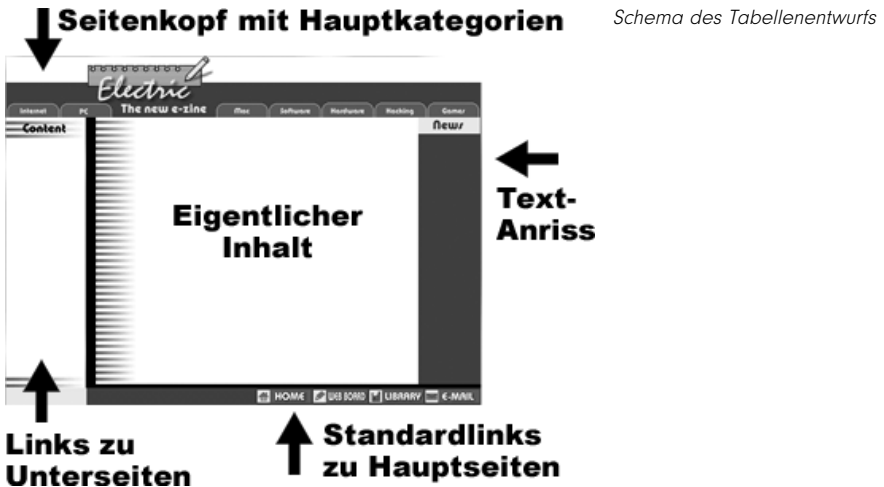 Seitenkopf mit Hauptkategorien
Schema des Tabellenentwurfs
Electric
The new e-zine
Internet
PC
Mac
Software
Hardware
Hacking
Games
Content
News
Text-
Anriss
Eigentlicher
Inhalt
HOME
WEB BOARD
LIBRARY
E-MAIL
Links zu
Unterseiten
Standardlinks
zu Hauptseiten